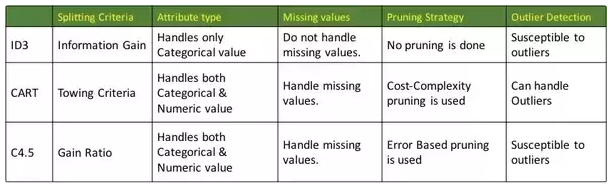 Splitting Criteria Attribute type Missing values Pruning Strategy Outlier Detection
ID3 Information Gain Handles only Do not handle No pruning is done Susceptible to
Categorical value missing values. outliers
CART Towing Criteria Handles both Handle missing Cost-Complexity Can handle
Categorical & values. pruning is used Outliers
Numeric value
C4.5 Gain Ratio Handles both Handle missing Error Based pruning Susceptible to
Categorical & values. is used outliers
Numeric value